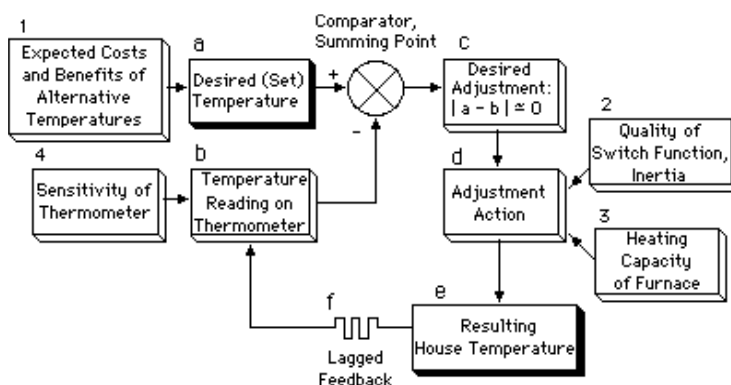 1
Expected Costs
and Benefits of
Alternative
Temperatures
a
Desired (Set)
Temperature
Comparator,
Summing Point
+
-
c
Desired
Adjustment:
|a - b| ≃ 0
2
Quality of
Switch Function,
Inertia
4
Sensitivity of
Thermometer
b
Temperature
Reading on
Thermometer
d
Adjustment
Action
3
Heating
Capacity
of Furnace
f
Lagged
Feedback
e
Resulting
House Temperature